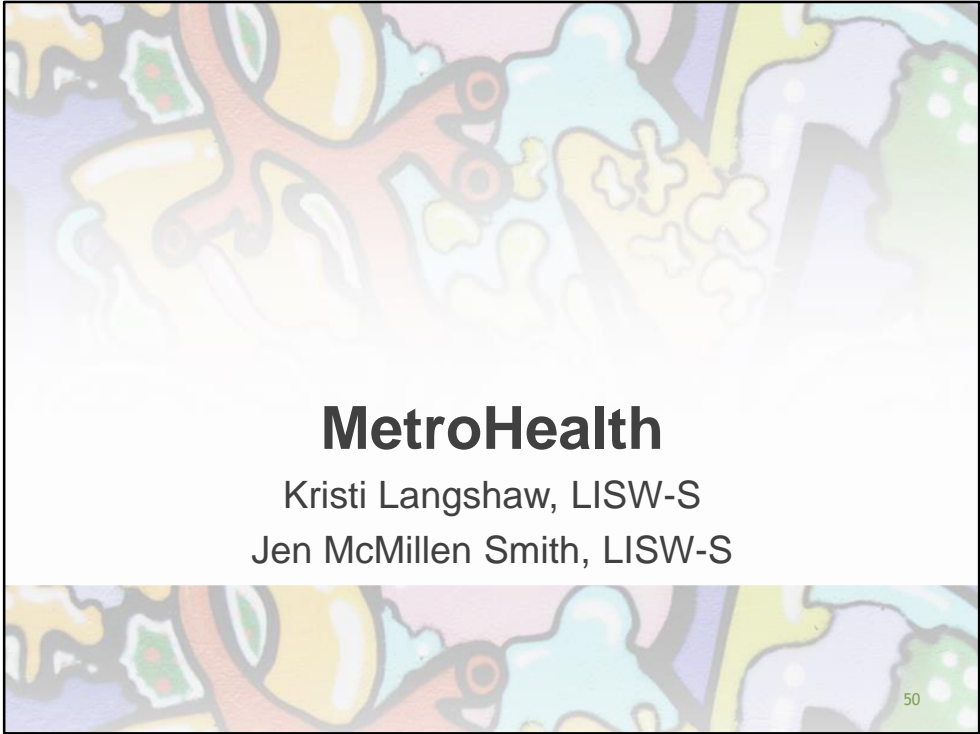 MetroHealth
Kristi Langshaw, LISW-S
Jen McMillen Smith, LISW-S
50